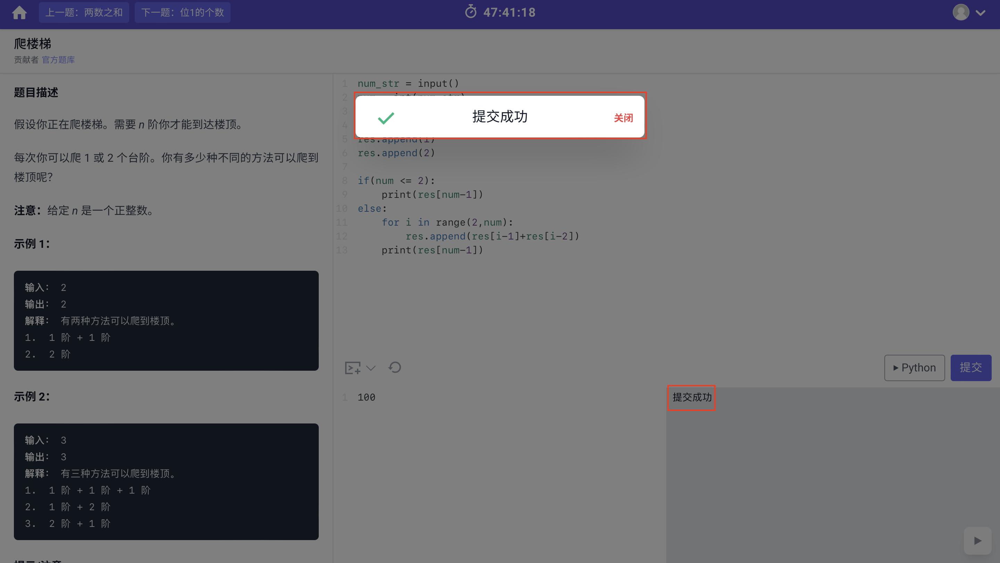 上一题：两数之和 下一题：位1的个数 47:41:18
爬楼梯
贡献者 官方题库
题目描述
假设你正在爬楼梯。需要 n 阶你才能到达楼顶。
每次你可以爬 1 或 2 个台阶。你有多少种不同的方法可以爬到
楼顶呢？
注意：给定 n 是一个正整数。
示例 1：
输入： 2
输出： 2
解释： 有两种方法可以爬到楼顶。
1. 1 阶 + 1 阶
2. 2 阶
示例 2：
输入： 3
输出： 3
解释： 有三种方法可以爬到楼顶。
1. 1 阶 + 1 阶 + 1 阶
2. 1 阶 + 2 阶
3. 2 阶 + 1 阶
1 num_str = input()
2
3
4
5 res.append(1)
6 res.append(2)
7
8 if(num <= 2):
9 print(res[num-1])
10 else:
11 for i in range(2,num):
12 res.append(res[i-1]+res[i-2])
13 print(res[num-1])
提交成功 关闭
Python 提交
1 100
提交成功